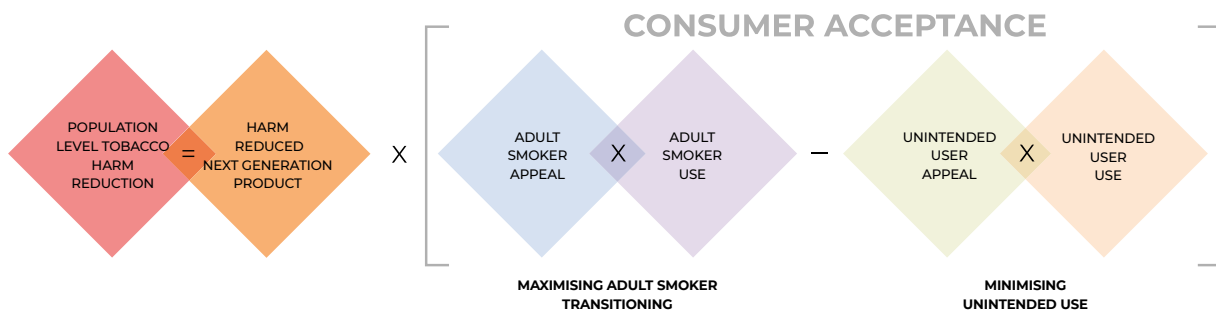 CONSUMER ACCEPTANCE
POPULATION
LEVEL TOBACCO
HARM
REDUCTION
=
HARM
REDUCED
NEXT GENERATION
PRODUCT
X
ADULT
SMOKER
APPEAL
X
ADULT
SMOKER
USE
–
UNINTENDED
USER
APPEAL
X
UNINTENDED
USER
USE
MAXIMISING ADULT SMOKER
TRANSITIONING
MINIMISING
UNINTENDED USE